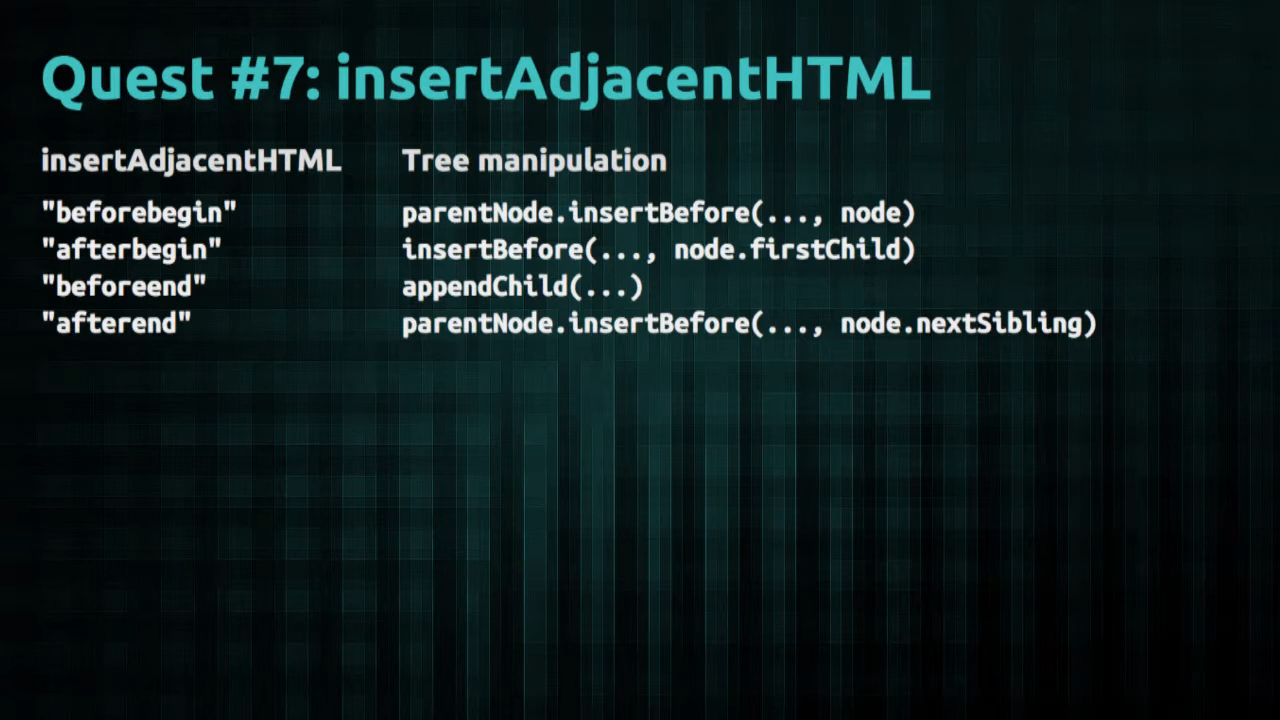 Quest #7: insertAdjacentHTML
insertAdjacentHTML Tree manipulation
"beforebegin" parentNode.insertBefore(..., node)
"afterbegin" insertBefore(..., node.firstChild)
"beforeend" appendChild(...)
"afterend" parentNode.insertBefore(..., node.nextSibling)